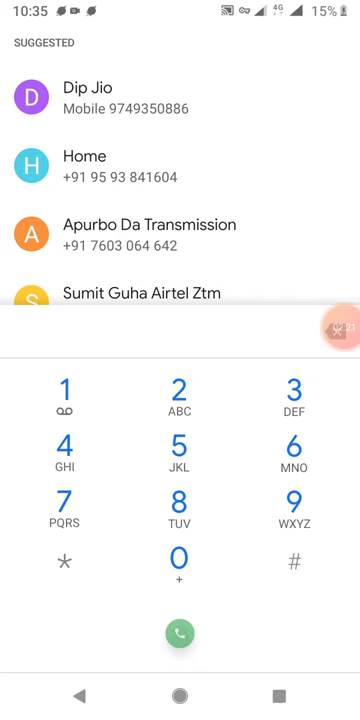 10:35
4G
15%
SUGGESTED
D
Dip Jio
Mobile 9749350886
H
Home
+91 95 93 841604
A
Apurbo Da Transmission
+91 7603 064 642
S
Sumit Guha Airtel Ztm
1 2 3
ABC DEF
4 5 6
GHI JKL MNO
7 8 9
PQRS TUV WXYZ
* 0 #
+